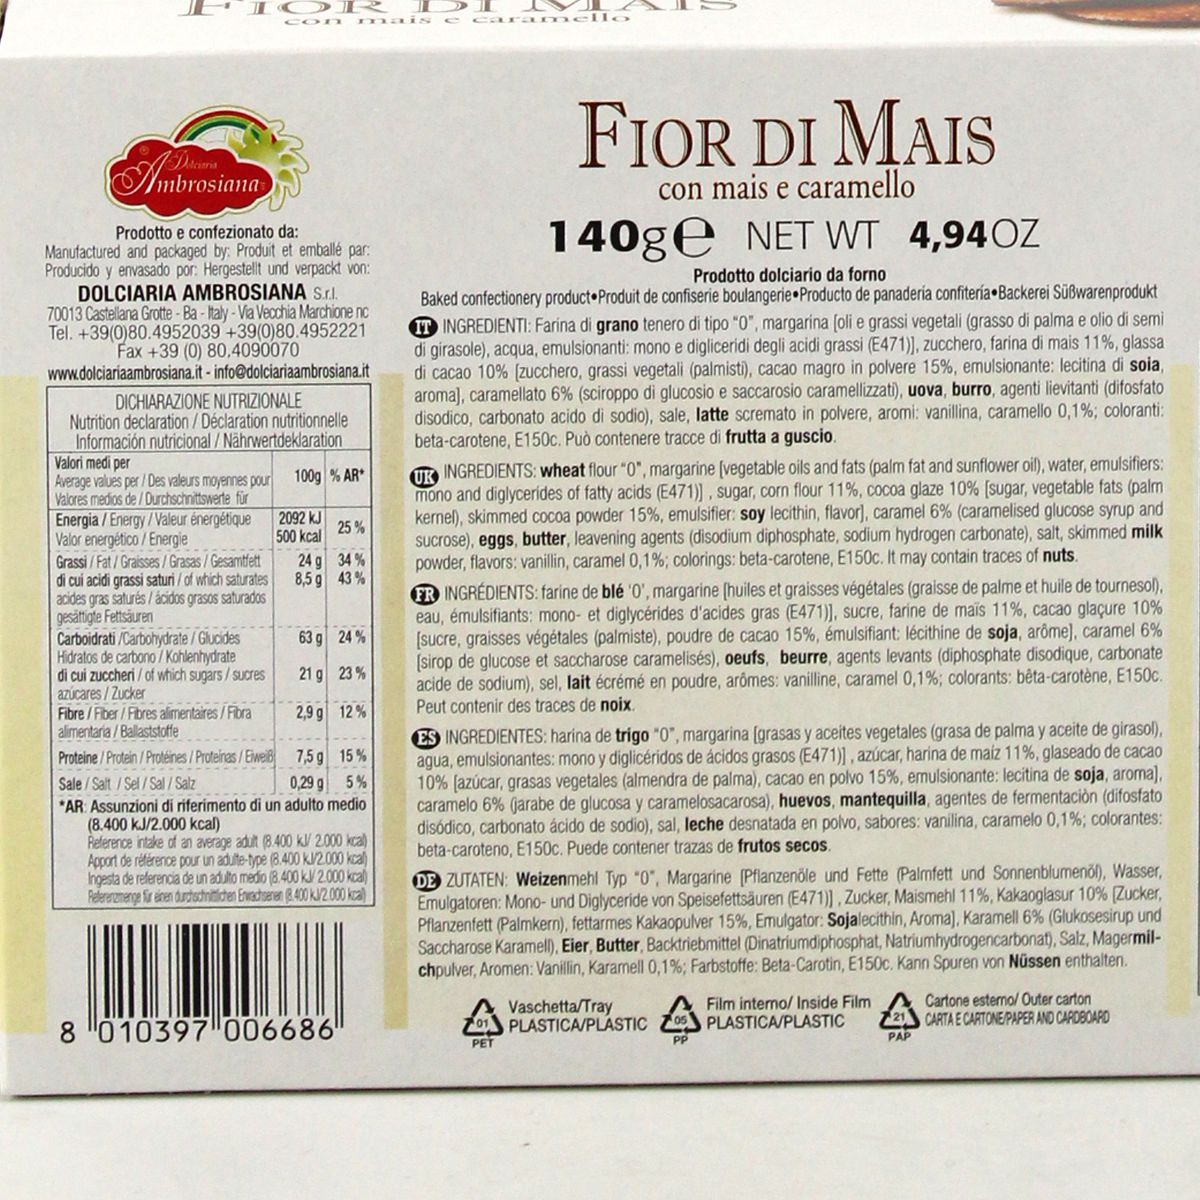 FIOR DI MAIS
con mais e caramello
Dolciaria
Ambrosiana
Prodotto e confezionato da:
Manufactured and packaged by: Produit et emballé par:
Producido y envasado por: Hergestellt und verpackt von:
DOLCIARIA AMBROSIANA S.r.l.
70013 Castellana Grotte - Ba - Italy - Via Vecchia Marchione nc
Tel. +39(0)80.4952039 +39(0)80.4952221
Fax +39 (0) 80.4090070
www.dolciariaambrosiana.it - info@dolciariaambrosiana.it
DICHIARAZIONE NUTRIZIONALE
Nutrition declaration / Déclaration nutritionnelle
Información nutricional / Nährwertdeklaration
Valori medi per
Average values per / Des valeurs moyennes pour 100g % AR*
Valores medios de / Durchschnittswerte für
Energia / Energy / Valeur énergétique 2092 kJ
Valor energético / Energie 500 kcal 25 %
Grassi / Fat / Graisses / Grasas / Gesamtfett 24 g 34 %
di cui acidi grassi saturi / of which saturates 8,5 g 43 %
acides gras saturés / ácidos grasos saturados
gesättigte Fettsäuren
Carboidrati /Carbohydrate / Glucides 63 g 24 %
Hidratos de carbono / Kohlenhydrate
di cui zuccheri / of which sugars / sucres 21 g 23 %
azúcares / Zucker
Fibre / Fiber / Fibres alimentaires / Fibra 2,9 g 12 %
alimentaria / Ballaststoffe
Proteine / Protein / Protéines / Proteínas / Eiweiß 7,5 g 15 %
Sale / Salt / Sel / Sal / Salz 0,29 g 5 %
*AR: Assunzioni di riferimento di un adulto medio
(8.400 kJ/2.000 kcal)
Reference intake of an average adult (8.400 kJ/ 2.000 kcal)
Apport de référence pour un adulte-type (8.400 kJ/2.000 kcal)
Ingesta de referencia de un adulto medio (8.400 kJ/ 2.000 kcal)
Referenzmenge für einen durchschnittlichen Erwachsenen (8.400 kJ/2.000 kcal)
8 010397 006686
FIOR DI MAIS
con mais e caramello
140g e NET WT 4,94OZ
Prodotto dolciario da forno
Baked confectionery product•Produit de confiserie boulangerie•Producto de panadería confitería•Backerei Süßwarenprodukt
IT INGREDIENTI: Farina di grano tenero di tipo "0", margarina [oli e grassi vegetali (grasso di palma e olio di semi
di girasole), acqua, emulsionanti: mono e digliceridi degli acidi grassi (E471)], zucchero, farina di mais 11%, glassa
di cacao 10% [zucchero, grassi vegetali (palmisti), cacao magro in polvere 15%, emulsionante: lecitina di soia,
aroma], caramellato 6% (sciroppo di glucosio e saccarosio caramellizzati), uova, burro, agenti lievitanti (difosfato
disodico, carbonato acido di sodio), sale, latte scremato in polvere, aromi: vanillina, caramello 0,1%; coloranti:
beta-carotene, E150c. Può contenere tracce di frutta a guscio.
UK INGREDIENTS: wheat flour "0", margarine [vegetable oils and fats (palm fat and sunflower oil), water, emulsifiers:
mono and diglycerides of fatty acids (E471)] , sugar, corn flour 11%, cocoa glaze 10% [sugar, vegetable fats (palm
kernel), skimmed cocoa powder 15%, emulsifier: soy lecithin, flavor], caramel 6% (caramelised glucose syrup and
sucrose), eggs, butter, leavening agents (disodium diphosphate, sodium hydrogen carbonate), salt, skimmed milk
powder, flavors: vanillin, caramel 0,1%; colorings: beta-carotene, E150c. It may contain traces of nuts.
FR INGRÉDIENTS: farine de blé '0', margarine [huiles et graisses végétales (graisse de palme et huile de tournesol),
eau, émulsifiants: mono- et diglycérides d'acides gras (E471)], sucre, farine de maïs 11%, cacao glaçure 10%
[sucre, graisses végétales (palmiste), poudre de cacao 15%, émulsifiant: lécithine de soja, arôme], caramel 6%
[sirop de glucose et saccharose caramelisés), oeufs, beurre, agents levants (diphosphate disodique, carbonate
acide de sodium), sel, lait écrémé en poudre, arômes: vanilline, caramel 0,1%; colorants: bêta-carotène, E150c.
Peut contenir des traces de noix.
ES INGREDIENTES: harina de trigo "0", margarina [grasas y aceites vegetales (grasa de palma y aceite de girasol),
agua, emulsionantes: mono y diglicéridos de ácidos grasos (E471)] , azúcar, harina de maíz 11%, glaseado de cacao
10% [azúcar, grasas vegetales (almendra de palma), cacao en polvo 15%, emulsionante: lecitina de soja, aroma],
caramelo 6% (jarabe de glucosa y caramelosacarosa), huevos, mantequilla, agentes de fermentaciòn (difosfato
disódico, carbonato ácido de sodio), sal, leche desnatada en polvo, sabores: vanilina, caramelo 0,1%; colorantes:
beta-caroteno, E150c. Puede contener trazas de frutos secos.
DE ZUTATEN: Weizenmehl Typ "0", Margarine [Pflanzenöle und Fette (Palmfett und Sonnenblumenöl), Wasser,
Emulgatoren: Mono- und Diglyceride von Speisefettsäuren (E471)] , Zucker, Maismehl 11%, Kakaoglasur 10% [Zucker,
Pflanzenfett (Palmkern), fettarmes Kakaopulver 15%, Emulgator: Sojalecithin, Aroma], Karamell 6% (Glukosesirup und
Saccharose Karamell), Eier, Butter, Backtriebmittel (Dinatriumdiphosphat, Natriumhydrogencarbonat), Salz, Magermil-
chpulver, Aromen: Vanillin, Karamell 0,1%; Farbstoffe: Beta-Carotin, E150c. Kann Spuren von Nüssen enthalten.
01 PET Vaschetta/Tray
PLASTICA/PLASTIC
05 PP Film interno/ Inside Film
PLASTICA/PLASTIC
21 PAP Cartone esterno/ Outer carton
CARTA E CARTONE/PAPER AND CARDBOARD